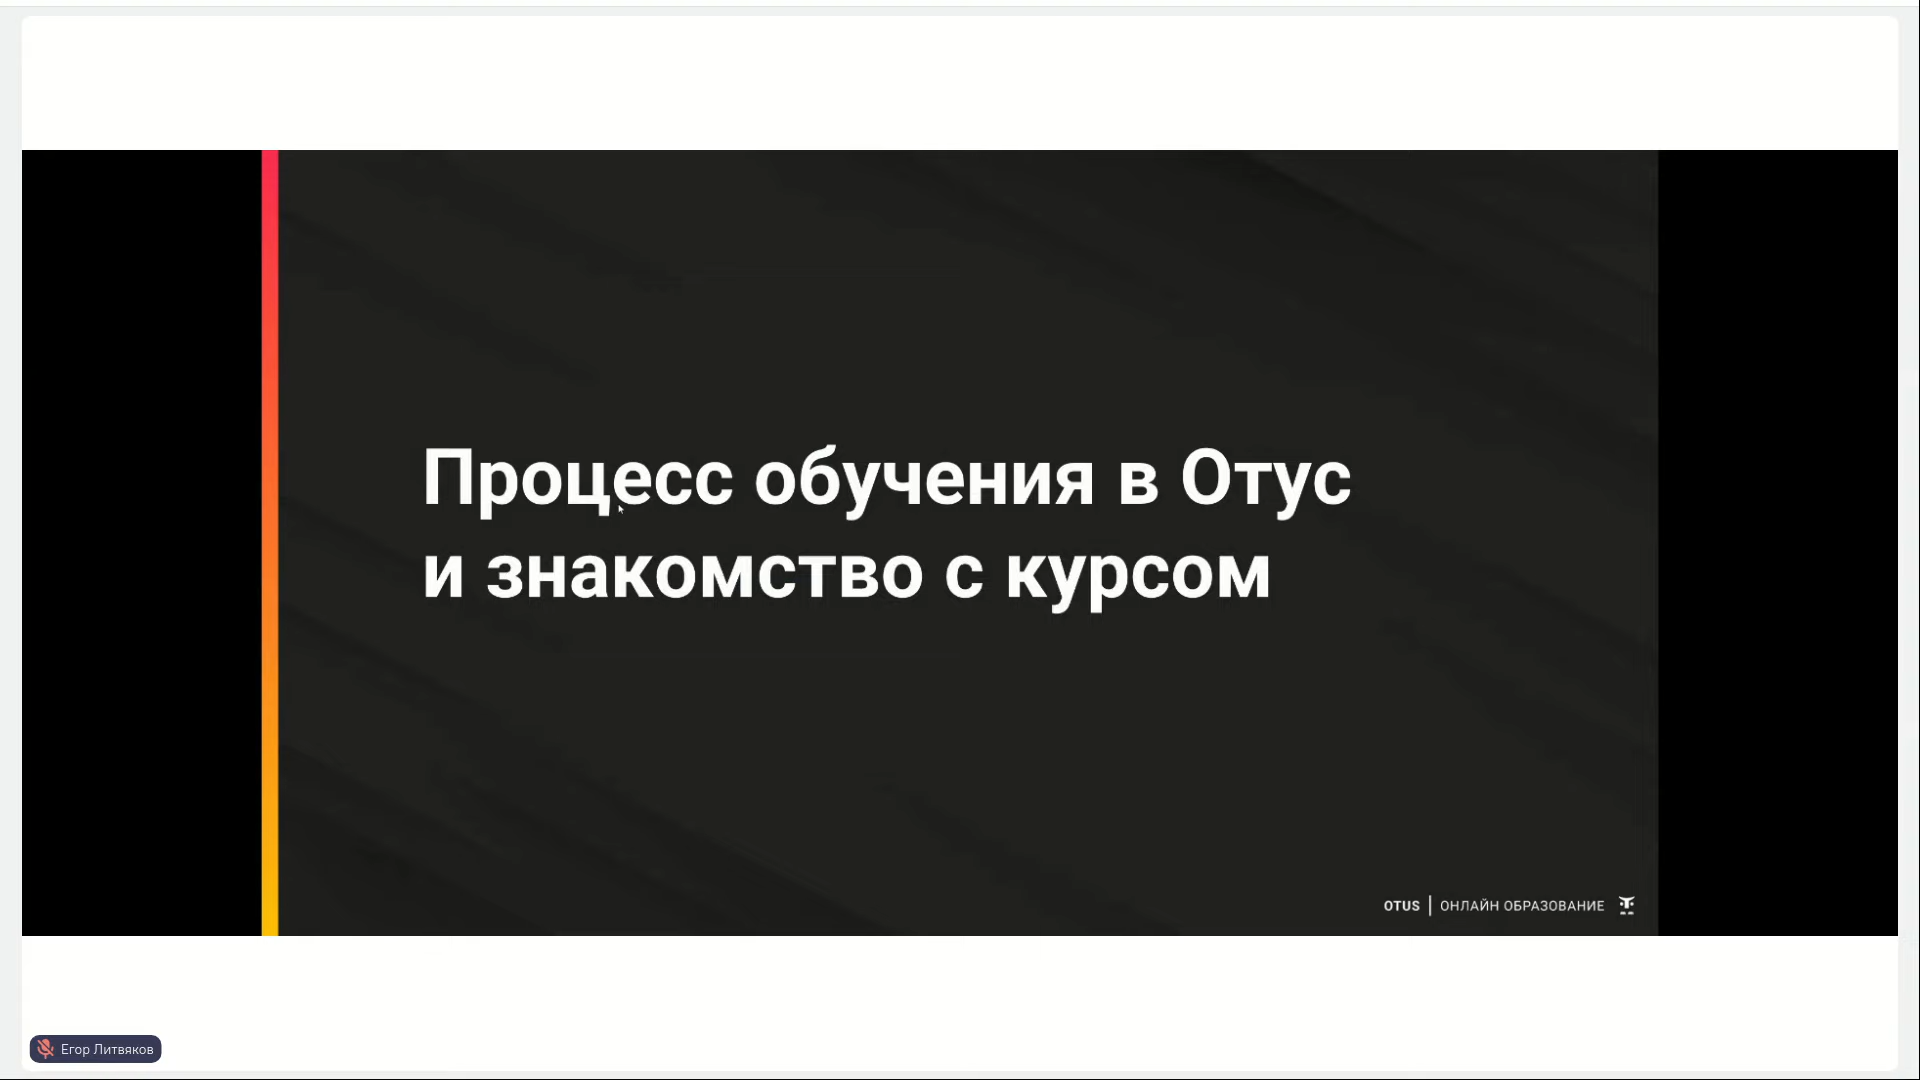 Процесс обучения в Отус
и знакомство с курсом
OTUS | ОНЛАЙН ОБРАЗОВАНИЕ
Егор Литвяков